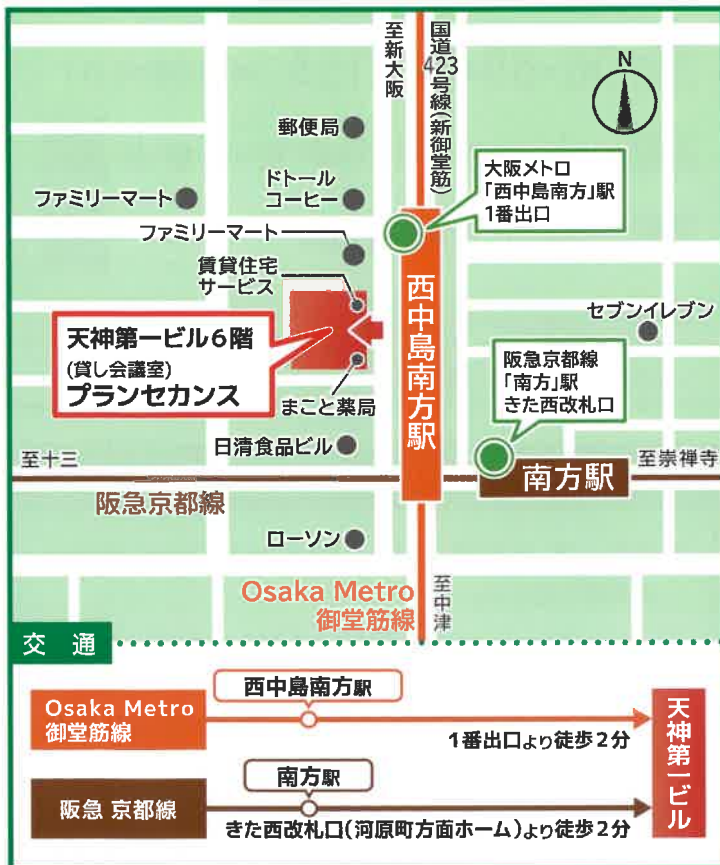 至新大阪
国道423号線(新御堂筋)
N
郵便局
ドトール
コーヒー
ファミリーマート
ファミリーマート
賃貸住宅
サービス
大阪メトロ
「西中島南方」駅
1番出口
西中島南方駅
セブンイレブン
天神第一ビル6階
(貸し会議室)
プランセカンス
まこと薬局
阪急京都線
「南方」駅
きた西改札口
日清食品ビル
至十三
南方駅
至崇禅寺
阪急京都線
ローソン
Osaka Metro
御堂筋線
至中津
交 通
Osaka Metro
御堂筋線
西中島南方駅
1番出口より徒歩2分
天神第一ビル
阪急 京都線
南方駅
きた西改札口(河原町方面ホーム)より徒歩2分